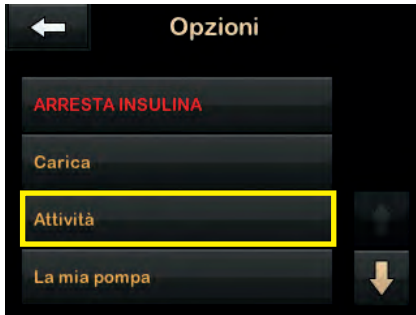 Opzioni
ARRESTA INSULINA
Carica
Attività
La mia pompa